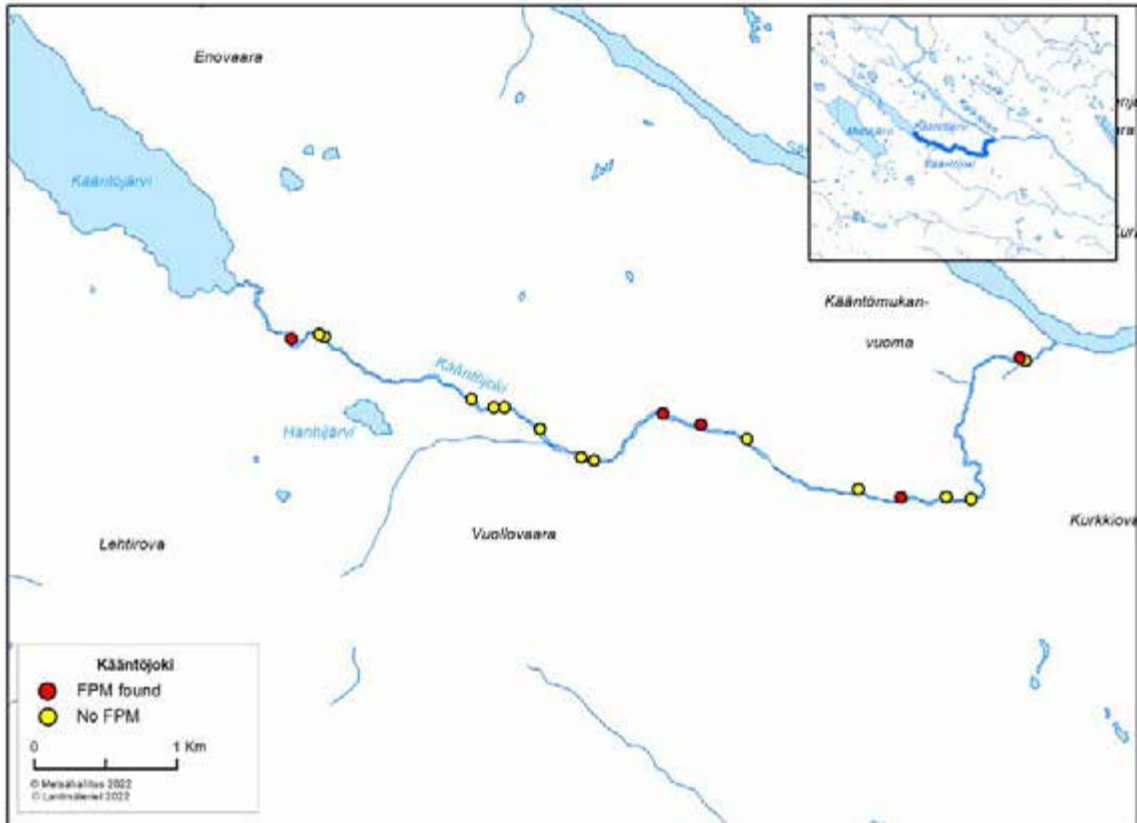 Enovaara
Kääntöjärvi
Kääntöjoki
Hanhijärvi
Kääntömukan-
vuoma
Lehtirova
Vuollovaara
Kurkkiova
Kääntöjoki
FPM found
No FPM
0 1 Km
© Metsähallitus 2022
© Lantmäteriet 2022